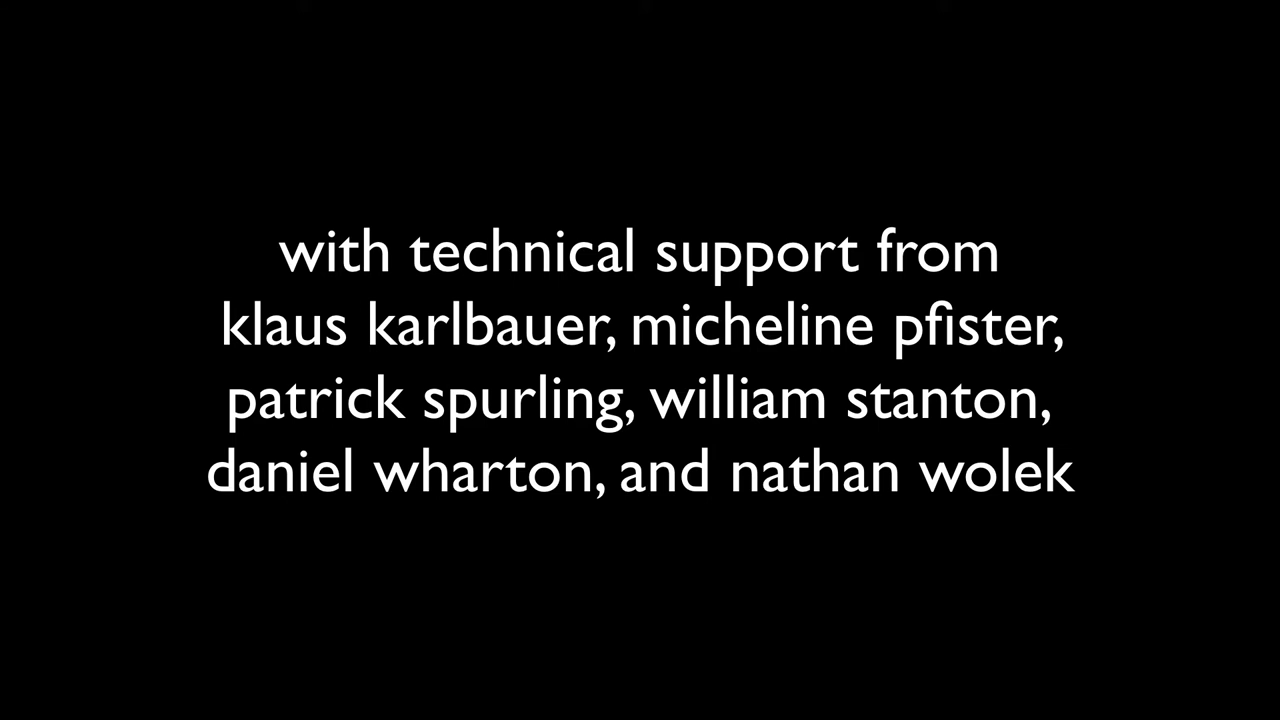 with technical support from
klaus karlbauer, micheline pfister,
patrick spurling, william stanton,
daniel wharton, and nathan wolek